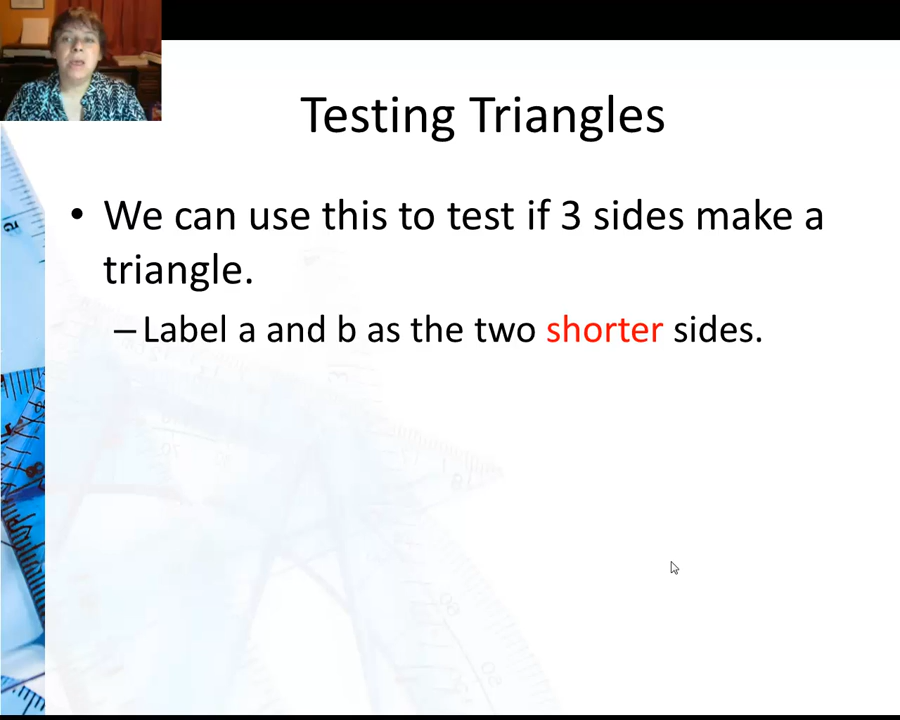 Testing Triangles
• We can use this to test if 3 sides make a
triangle.
– Label a and b as the two shorter sides.